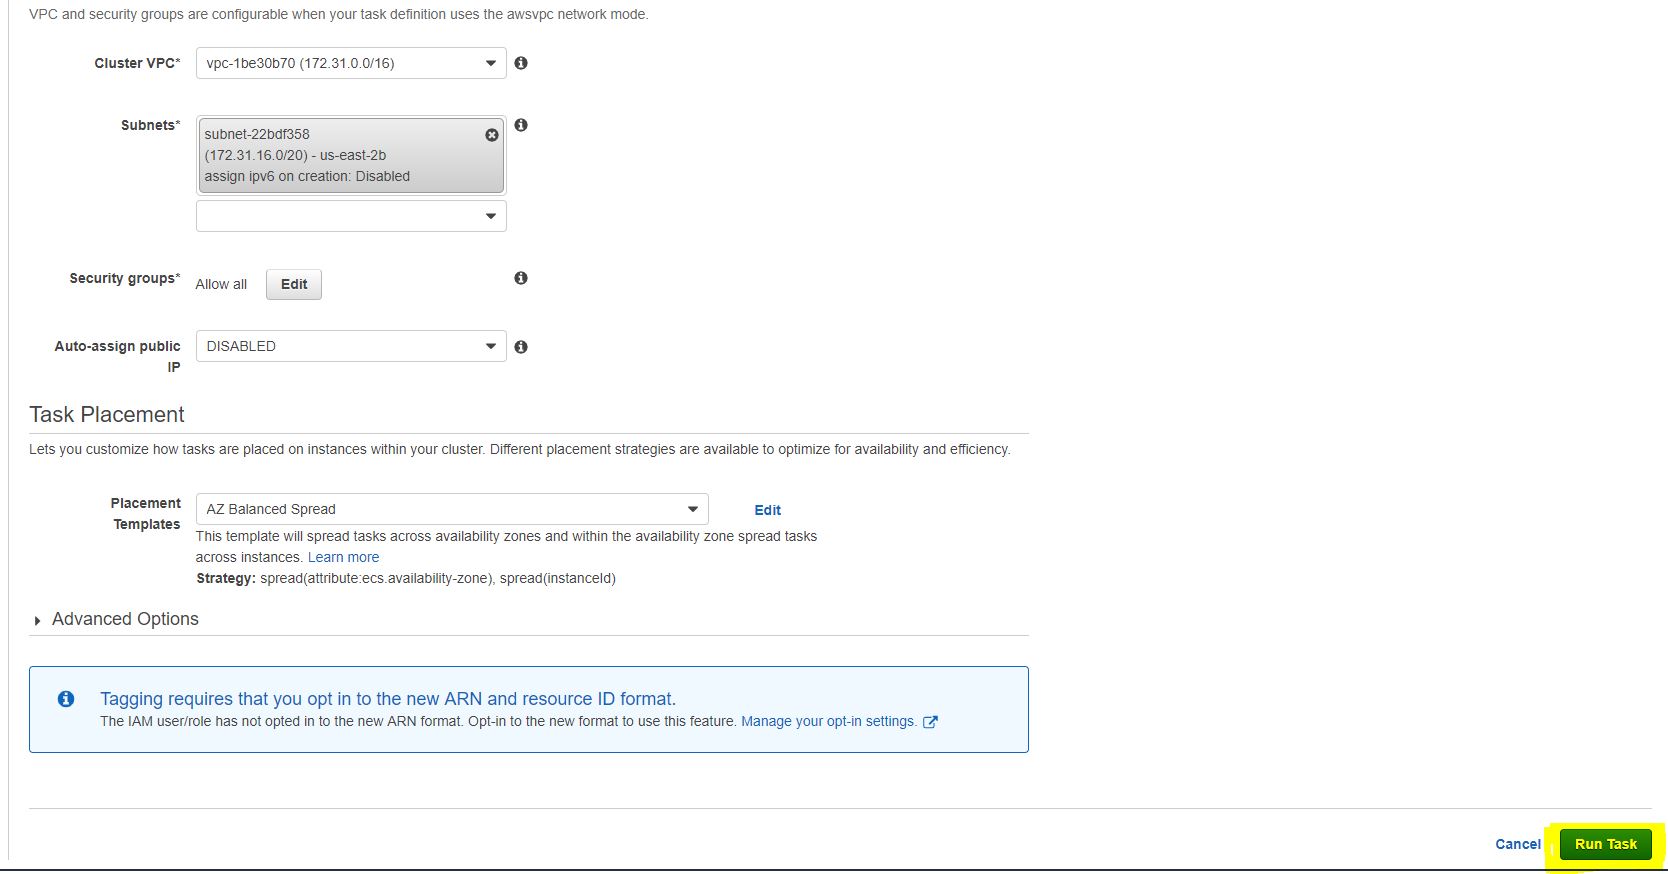 VPC and security groups are configurable when your task definition uses the awsvpc network mode.
Cluster VPC*
vpc-1be30b70 (172.31.0.0/16)
Subnets*
subnet-22bdf358
(172.31.16.0/20) - us-east-2b
assign ipv6 on creation: Disabled
Security groups*
Allow all
Edit
Auto-assign public
IP
DISABLED
Task Placement
Lets you customize how tasks are placed on instances within your cluster. Different placement strategies are available to optimize for availability and efficiency.
Placement
Templates
AZ Balanced Spread
Edit
This template will spread tasks across availability zones and within the availability zone spread tasks
across instances. Learn more
Strategy: spread(attribute:ecs.availability-zone), spread(instanceId)
Advanced Options
Tagging requires that you opt in to the new ARN and resource ID format.
The IAM user/role has not opted in to the new ARN format. Opt-in to the new format to use this feature. Manage your opt-in settings.
Cancel
Run Task